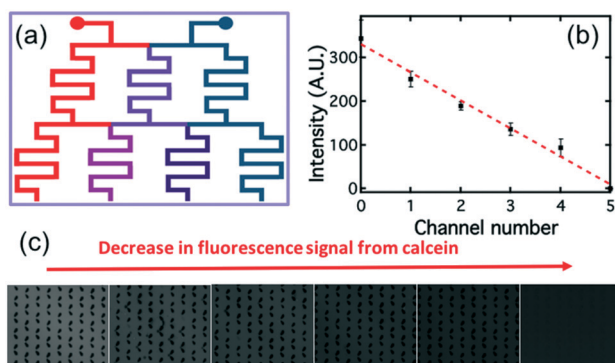 (a)
(b)
Intensity (A.U.)
300
200
100
0
0 1 2 3 4 5
Channel number
(c)
Decrease in fluorescence signal from calcein